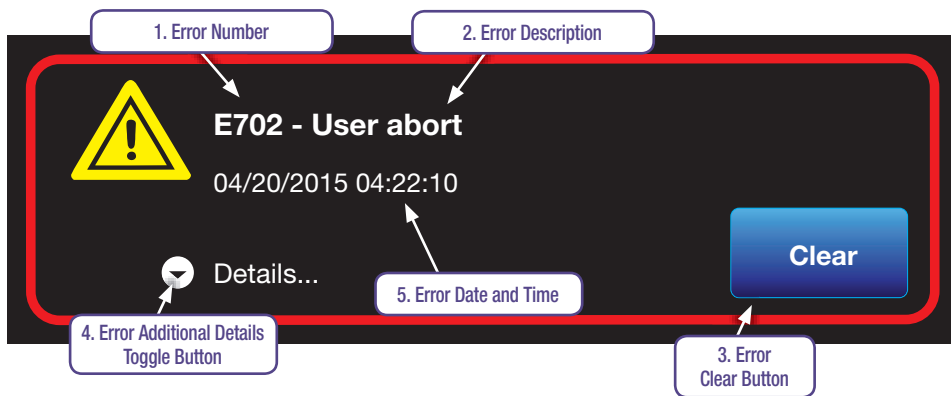 1. Error Number
2. Error Description
E702 - User abort
04/20/2015 04:22:10
Clear
Details...
5. Error Date and Time
4. Error Additional Details
Toggle Button
3. Error
Clear Button